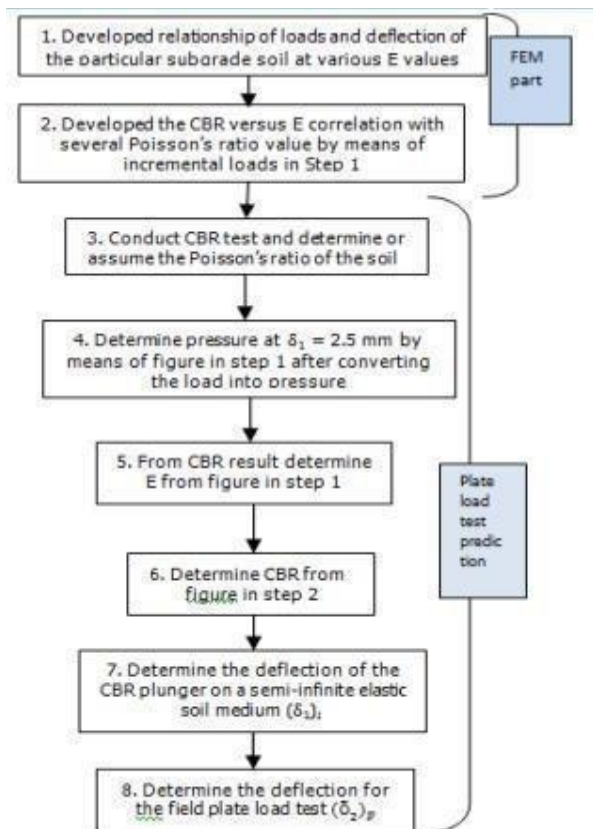 1. Developed relationship of loads and deflection of
the particular subgrade soil at various E values
FEM
part
2. Developed the CBR versus E correlation with
several Poisson's ratio value by means of
incremental loads in Step 1
3. Conduct CBR test and determine or
assume the Poisson's ratio of the soil
4. Determine pressure at δ₁ = 2.5 mm by
means of figure in step 1 after converting
the load into pressure
5. From CBR result determine
E from figure in step 1
Plate
load
test
predic
tion
6. Determine CBR from
figure in step 2
7. Determine the deflection of the
CBR plunger on a semi-infinite elastic
soil medium (δ₁)ᵢ
8. Determine the deflection for
the field plate load test (δ₂)ₚ